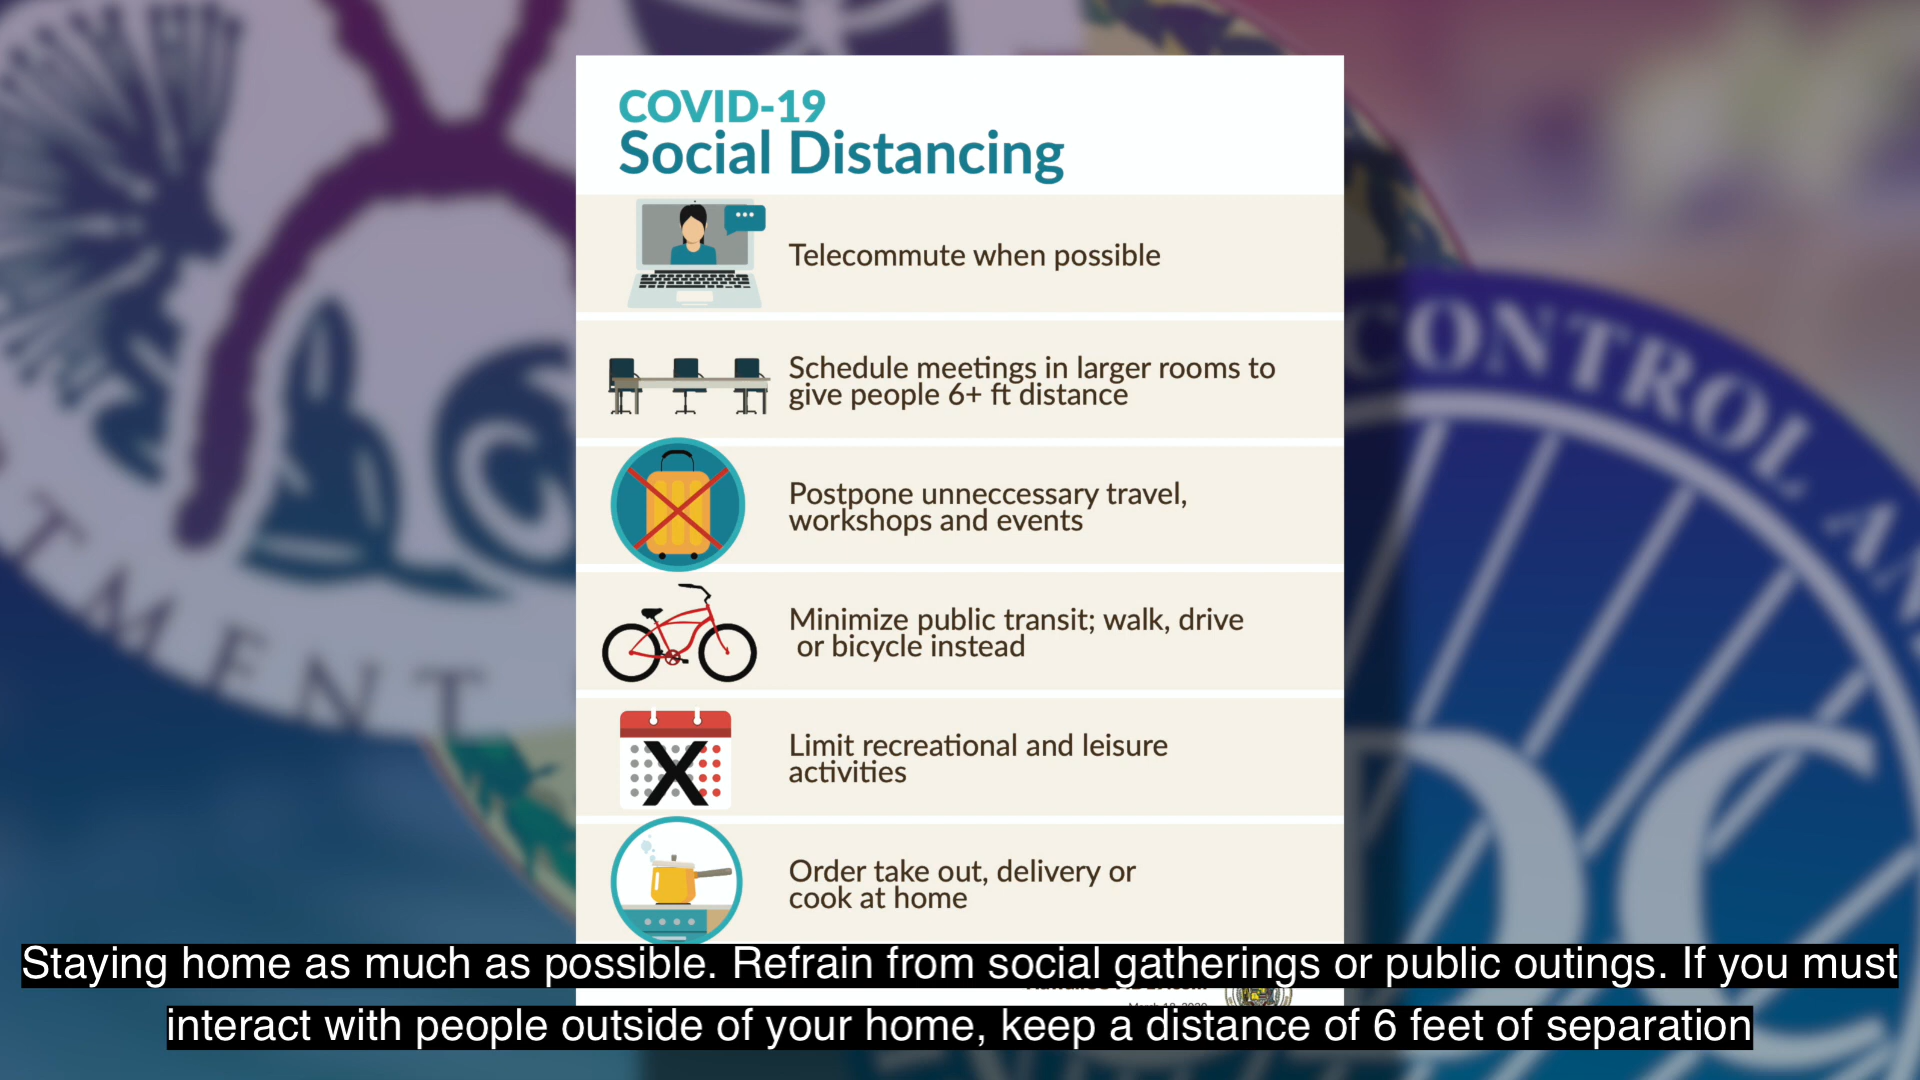 COVID-19
Social Distancing
Telecommute when possible
Schedule meetings in larger rooms to
give people 6+ ft distance
Postpone unneccessary travel,
workshops and events
Minimize public transit; walk, drive
or bicycle instead
Limit recreational and leisure
activities
Order take out, delivery or
cook at home
CONTROL AN
TMENT
DC
Staying home as much as possible. Refrain from social gatherings or public outings. If you must
interact with people outside of your home, keep a distance of 6 feet of separation